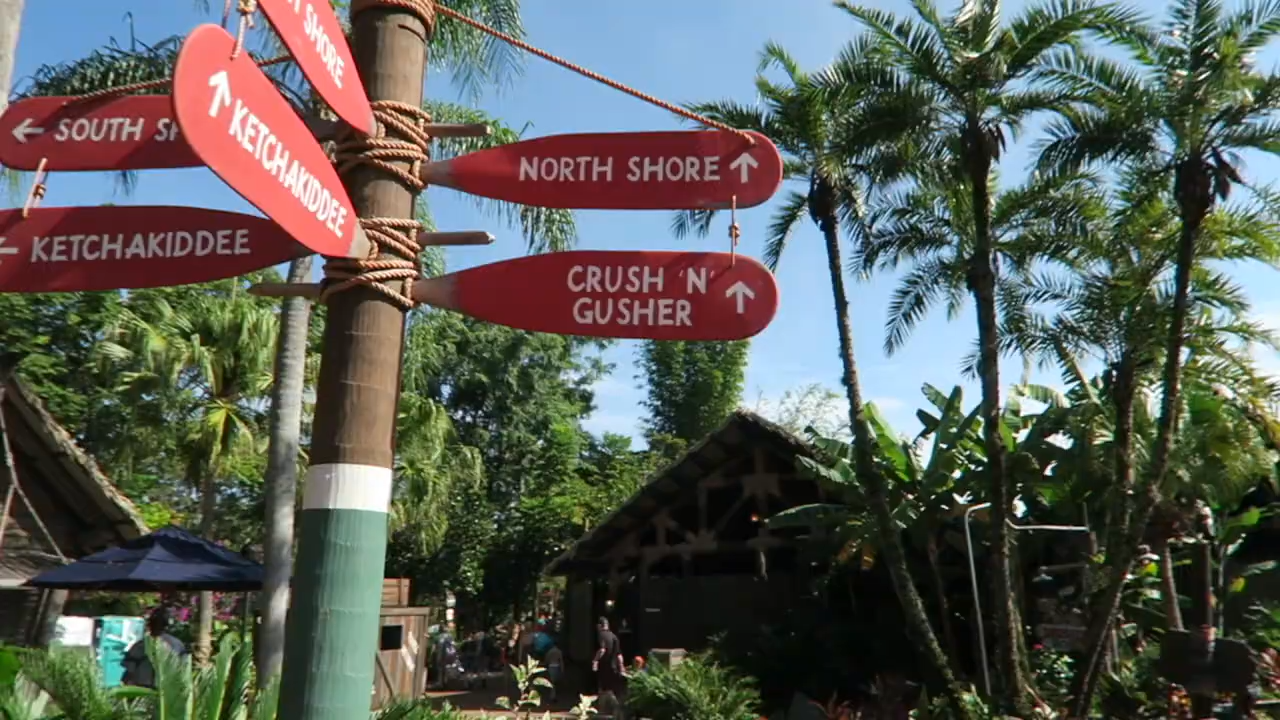 SHORE
← SOUTH
↑ KETCHAKIDDEE
← KETCHAKIDDEE
NORTH SHORE ↑
CRUSH 'N'
GUSHER ↑